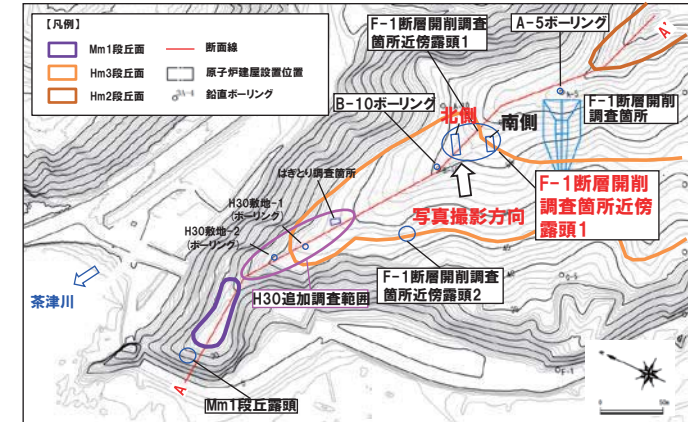 【凡例】
Mm1段丘面
Hm3段丘面
Hm2段丘面
断面線
原子炉建屋設置位置
鉛直ボーリング
F-1断層開削調査
箇所近傍露頭1
A-5ボーリング
A'
A-5
B-10ボーリング
北側
南側
F-1断層開削
調査箇所
はぎとり調査箇所
F-1断層開削
調査箇所近傍
露頭1
写真撮影方向
H30敷地-1
(ボーリング)
H30敷地-2
(ボーリング)
茶津川
H30追加調査範囲
F-1断層開削調査
箇所近傍露頭2
A
Mm1段丘露頭
0
50m